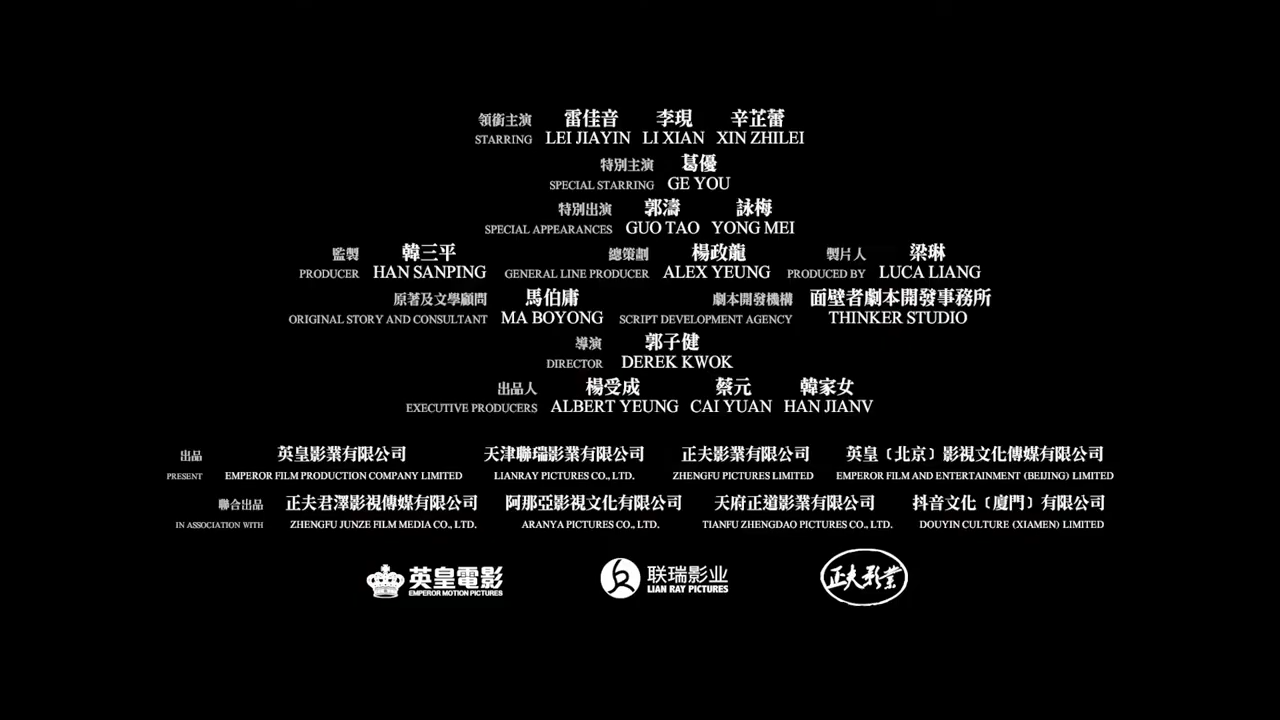 領銜主演 雷佳音 李現 辛芷蕾
STARRING LEI JIAYIN LI XIAN XIN ZHILEI
特別主演 葛優
SPECIAL STARRING GE YOU
特別出演 郭濤 詠梅
SPECIAL APPEARANCES GUO TAO YONG MEI
監製 韓三平 總策劃 楊政龍 製片人 梁琳
PRODUCER HAN SANPING GENERAL LINE PRODUCER ALEX YEUNG PRODUCED BY LUCA LIANG
原著及文學顧問 馬伯庸 劇本開發機構 面壁者劇本開發事務所
ORIGINAL STORY AND CONSULTANT MA BOYONG SCRIPT DEVELOPMENT AGENCY THINKER STUDIO
導演 郭子健
DIRECTOR DEREK KWOK
出品人 楊受成 蔡元 韓家女
EXECUTIVE PRODUCERS ALBERT YEUNG CAI YUAN HAN JIANV
出品 英皇影業有限公司 天津聯瑞影業有限公司 正夫影業有限公司 英皇〔北京〕影視文化傳媒有限公司
PRESENT EMPEROR FILM PRODUCTION COMPANY LIMITED LIANRAY PICTURES CO., LTD. ZHENGFU PICTURES LIMITED EMPEROR FILM AND ENTERTAINMENT (BEIJING) LIMITED
聯合出品 正夫君澤影視傳媒有限公司 阿那亞影視文化有限公司 天府正道影業有限公司 抖音文化〔廈門〕有限公司
IN ASSOCIATION WITH ZHENGFU JUNZE FILM MEDIA CO., LTD. ARANYA PICTURES CO., LTD. TIANFU ZHENGDAO PICTURES CO., LTD. DOUYIN CULTURE (XIAMEN) LIMITED
英皇電影 联瑞影业 正夫影業
EMPEROR MOTION PICTURES LIAN RAY PICTURES